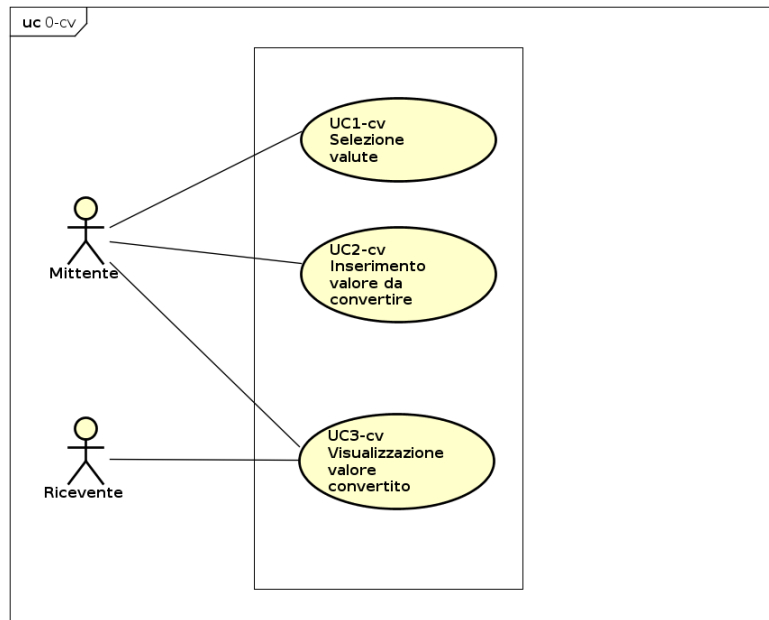 uc 0-cv
UC1-cv
Selezione
valute
Mittente
UC2-cv
Inserimento
valore da
convertire
Ricevente
UC3-cv
Visualizzazione
valore
convertito